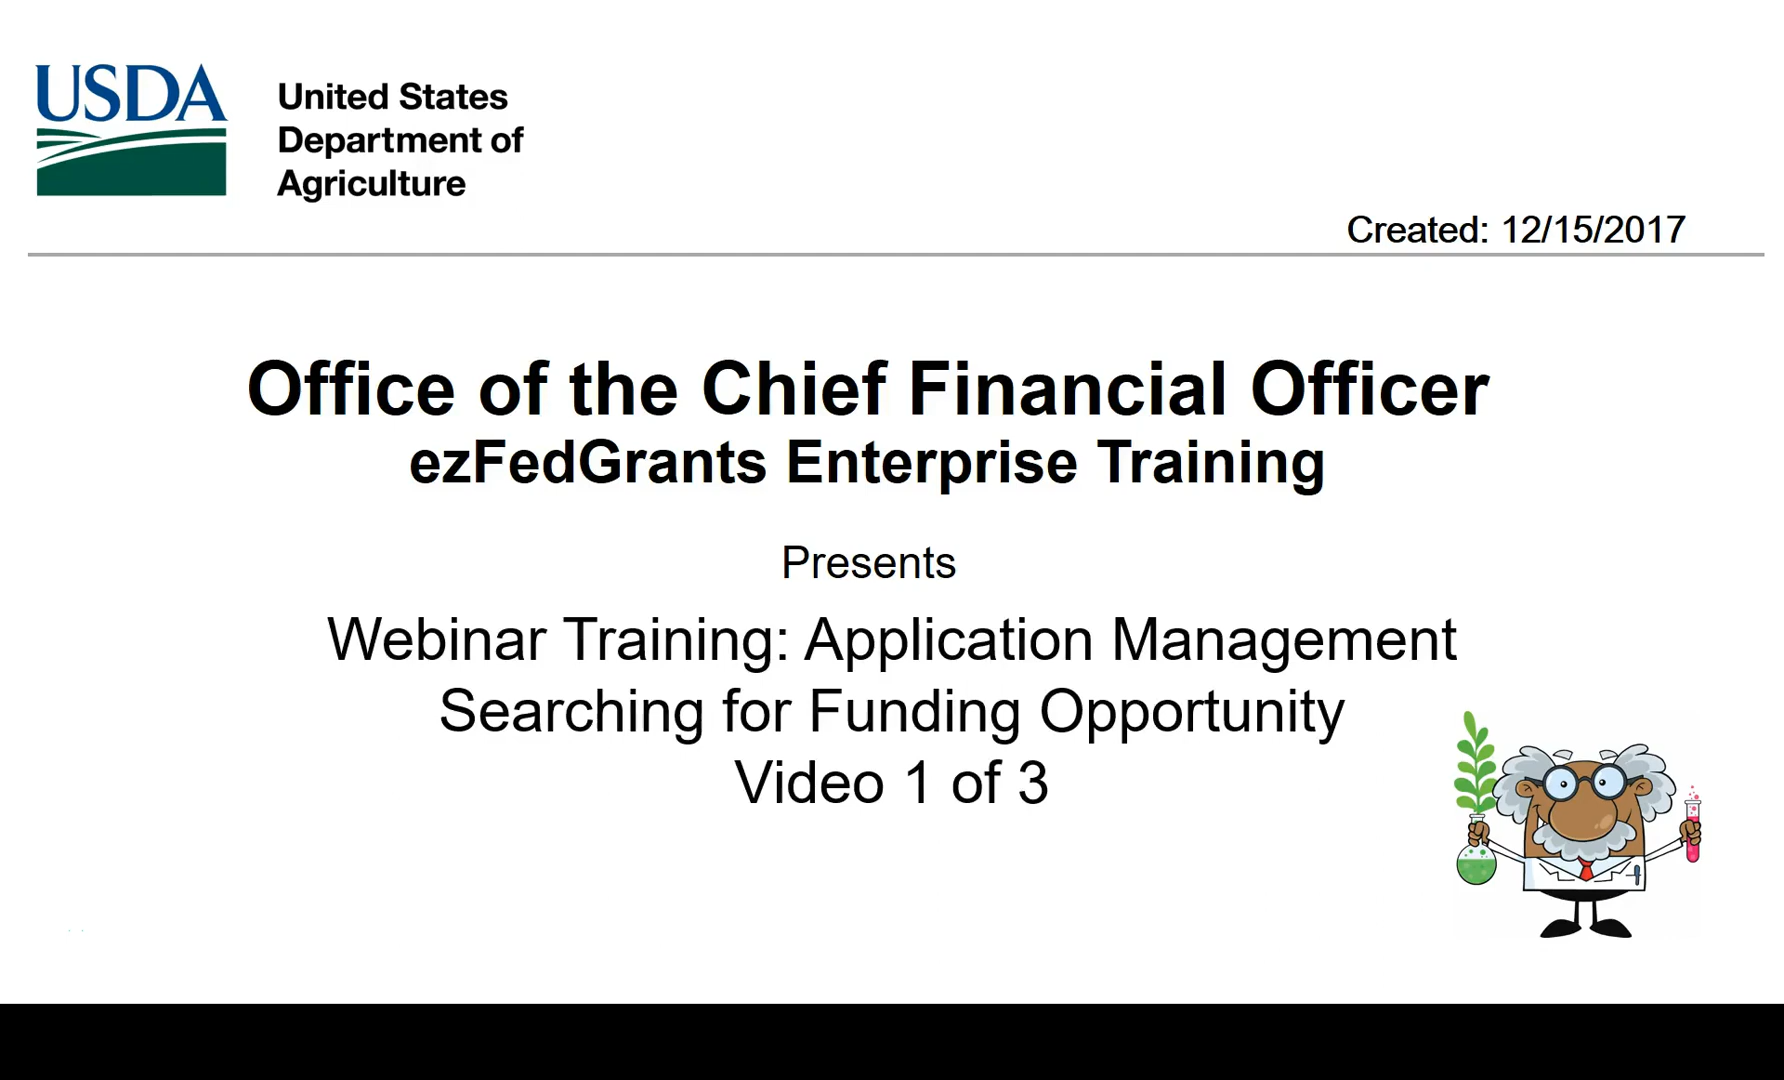 USDA
United States
Department of
Agriculture
Created: 12/15/2017
Office of the Chief Financial Officer
ezFedGrants Enterprise Training
Presents
Webinar Training: Application Management
Searching for Funding Opportunity
Video 1 of 3